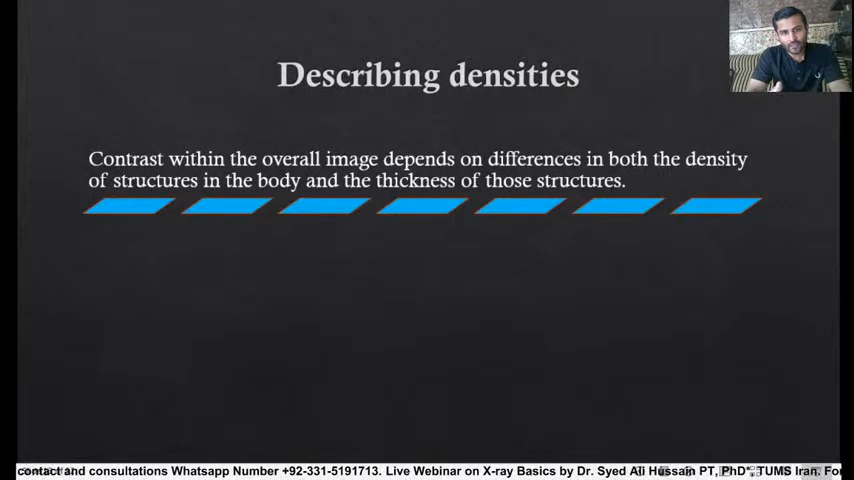 Describing densities
Contrast within the overall image depends on differences in both the density
of structures in the body and the thickness of those structures.
contact and consultations Whatsapp Number +92-331-5191713. Live Webinar on X-ray Basics by Dr. Syed Ali Hussain PT, PhD*, TUMS Iran. For